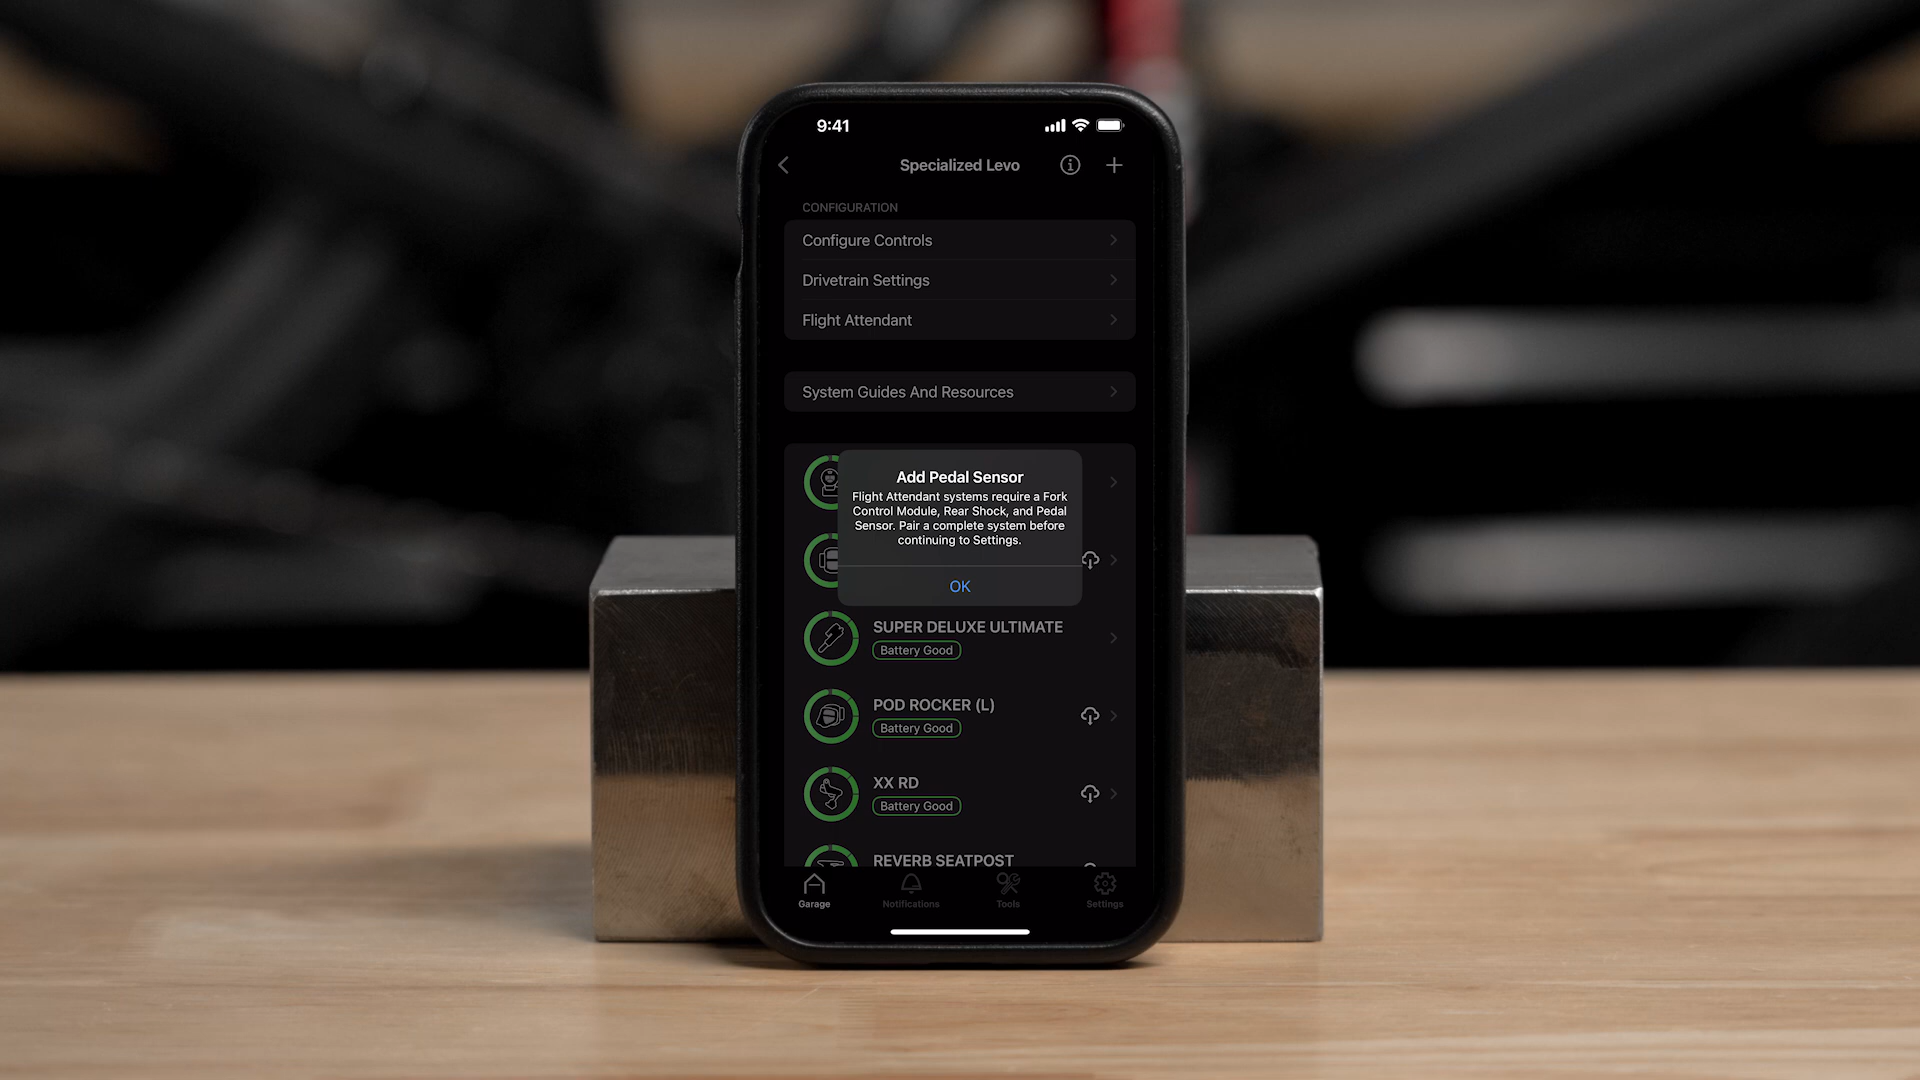 9:41
Specialized Levo
CONFIGURATION
Configure Controls
Drivetrain Settings
Flight Attendant
System Guides And Resources
Add Pedal Sensor
Flight Attendant systems require a Fork
Control Module, Rear Shock, and Pedal
Sensor. Pair a complete system before
continuing to Settings.
OK
SUPER DELUXE ULTIMATE
Battery Good
POD ROCKER (L)
Battery Good
XX RD
Battery Good
REVERB SEATPOST
Garage
Notifications
Tools
Settings